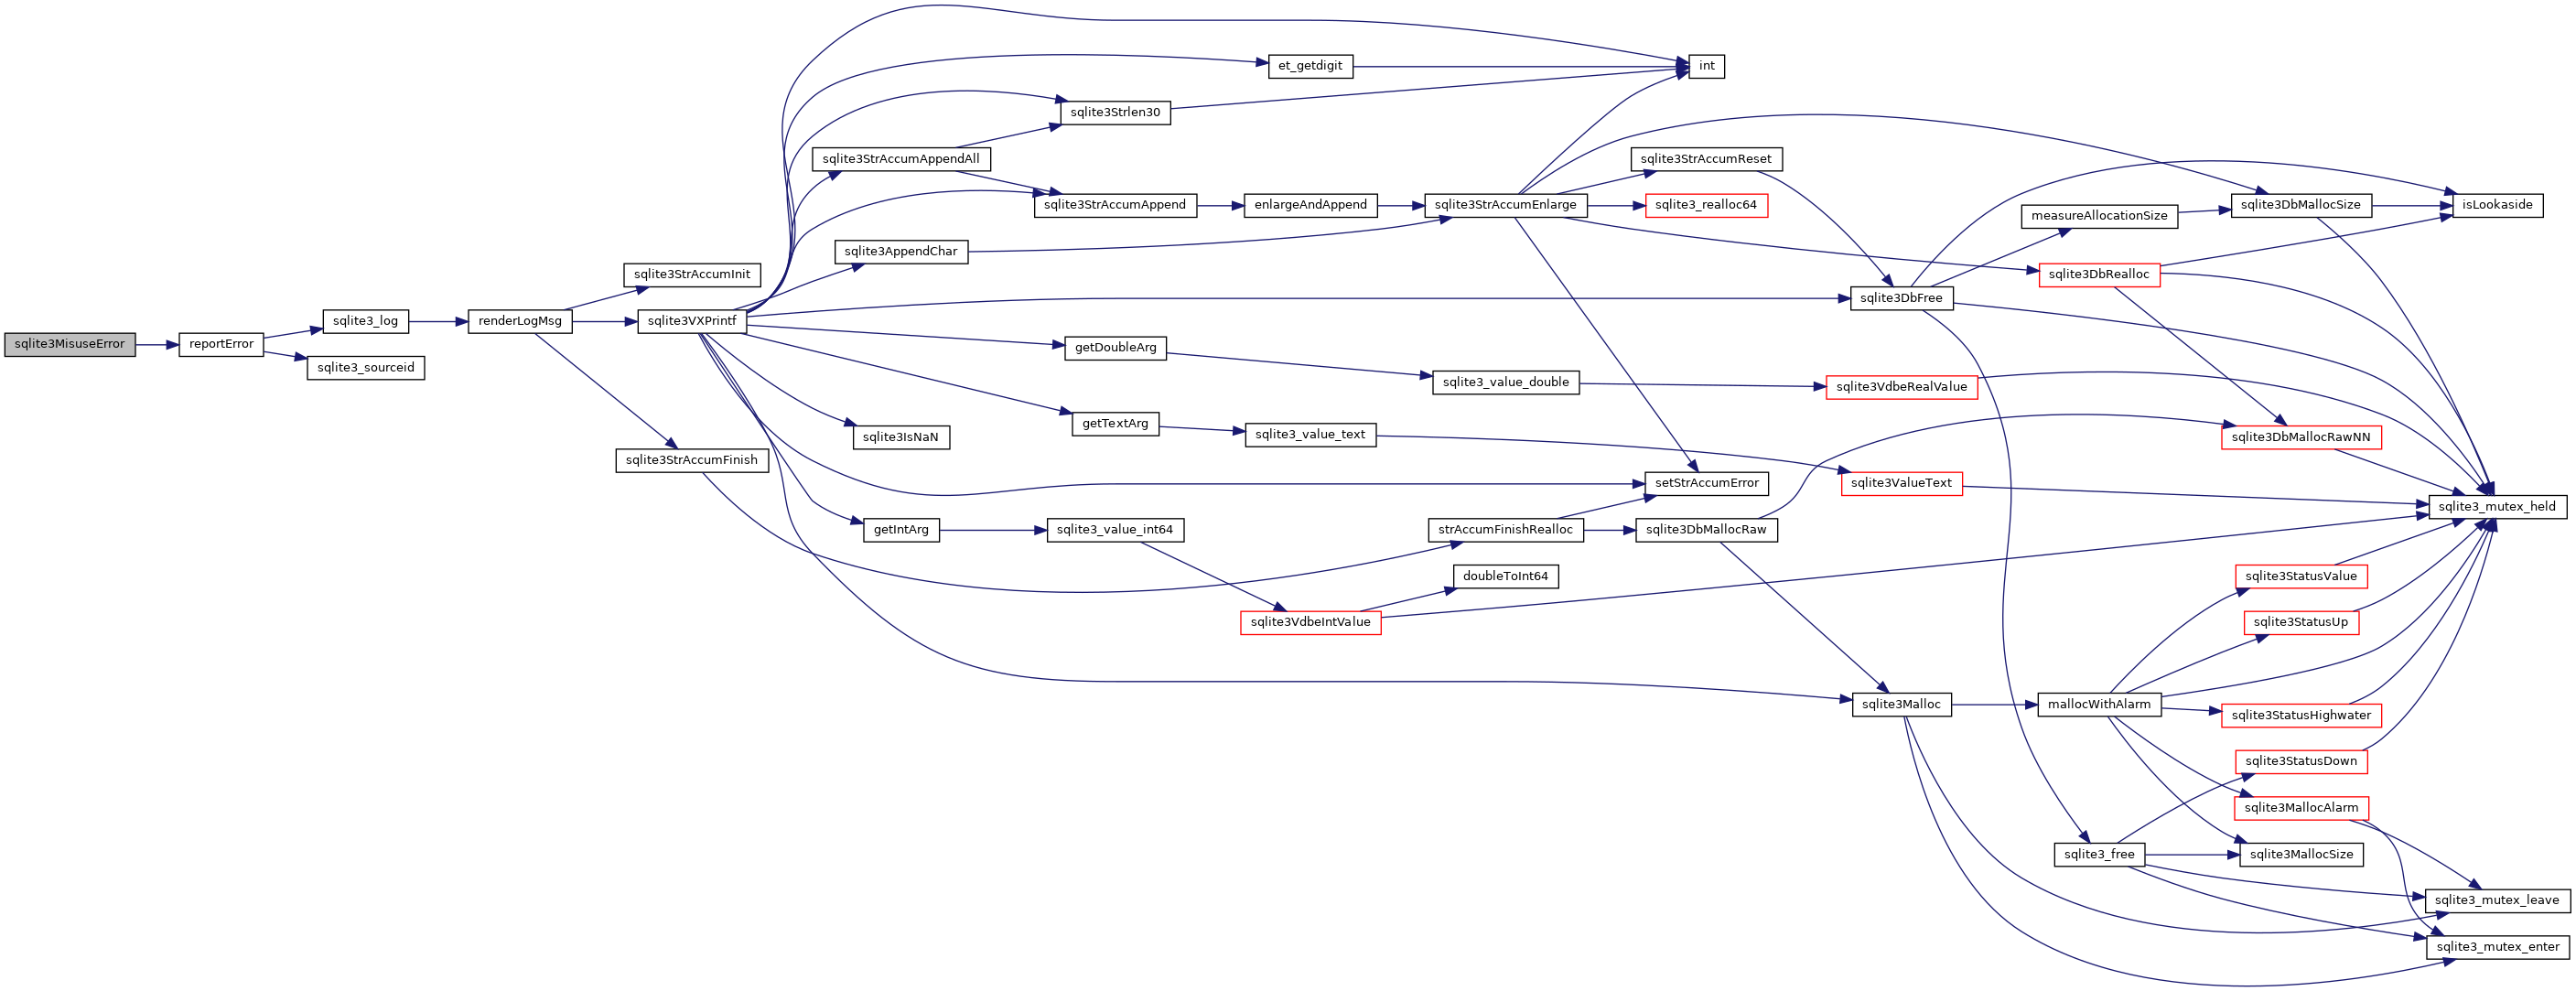 sqlite3MisuseError
reportError
sqlite3_log
sqlite3_sourceid
renderLogMsg
sqlite3StrAccumInit
sqlite3VXPrintf
sqlite3StrAccumFinish
sqlite3StrAccumAppendAll
sqlite3AppendChar
sqlite3IsNaN
getIntArg
sqlite3Strlen30
sqlite3StrAccumAppend
getDoubleArg
getTextArg
sqlite3_value_int64
et_getdigit
enlargeAndAppend
sqlite3_value_text
sqlite3VdbeIntValue
sqlite3StrAccumEnlarge
sqlite3_value_double
strAccumFinishRealloc
doubleToInt64
int
sqlite3StrAccumReset
sqlite3_realloc64
setStrAccumError
sqlite3DbMallocRaw
sqlite3DbFree
sqlite3VdbeRealValue
sqlite3ValueText
sqlite3Malloc
measureAllocationSize
sqlite3DbRealloc
mallocWithAlarm
sqlite3_free
sqlite3DbMallocSize
sqlite3DbMallocRawNN
sqlite3StatusValue
sqlite3StatusUp
sqlite3StatusHighwater
sqlite3StatusDown
sqlite3MallocAlarm
sqlite3MallocSize
isLookaside
sqlite3_mutex_held
sqlite3_mutex_leave
sqlite3_mutex_enter